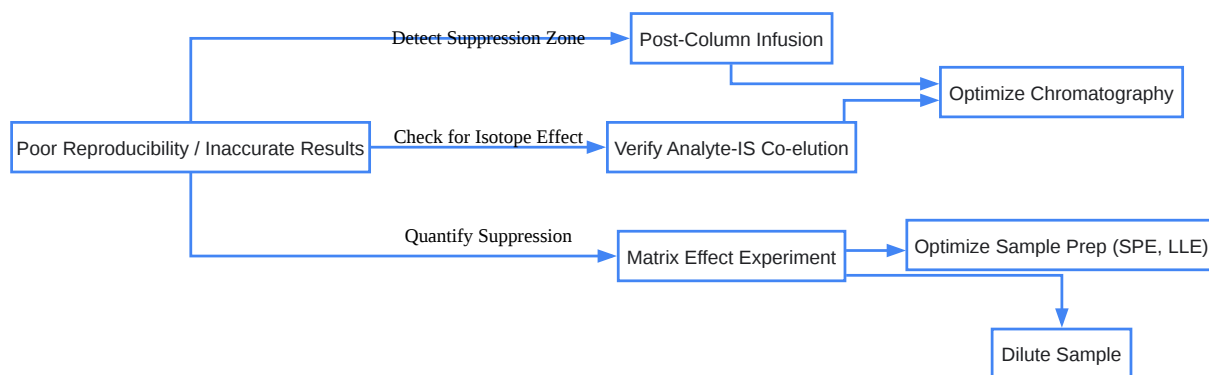 Detect Suppression Zone
Post-Column Infusion
Optimize Chromatography
Poor Reproducibility / Inaccurate Results
Check for Isotope Effect
Verify Analyte-IS Co-elution
Quantify Suppression
Matrix Effect Experiment
Optimize Sample Prep (SPE, LLE)
Dilute Sample